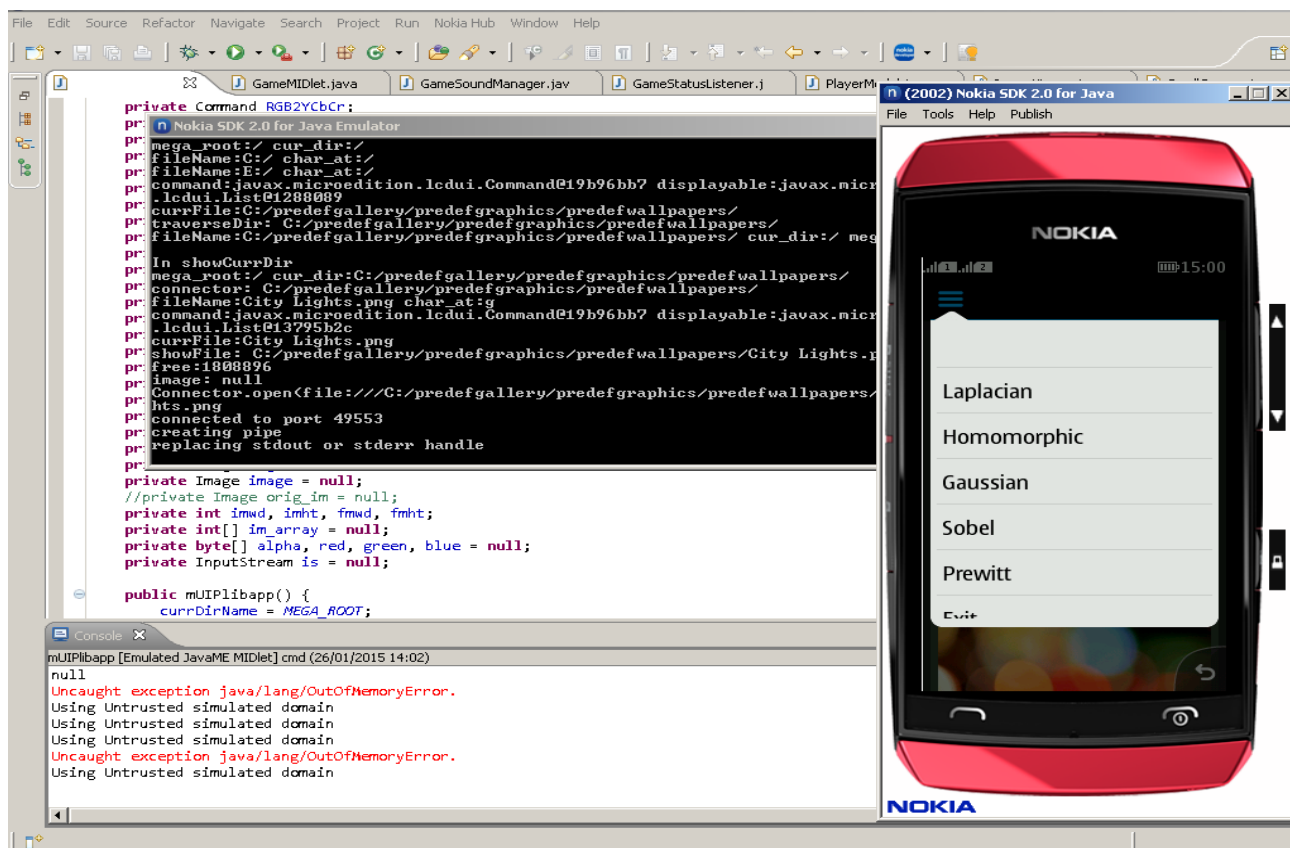 File Edit Source Refactor Navigate Search Project Run Nokia Hub Window Help
GameMIDlet.java GameSoundManager.jav GameStatusListener.j PlayerM
private Command RGB2YCbCr;
Nokia SDK 2.0 for Java Emulator
mega_root:/ cur_dir:/
fileName:C:/ char_at:/
fileName:E:/ char_at:/
command:javax.microedition.lcdui.Command@19b96bb7 displayable:javax.micr
.lcdui.List@1288089
currFile:C:/predefgallery/predefgraphics/predefwallpapers/
traverseDir: C:/predefgallery/predefgraphics/predefwallpapers/
fileName:C:/predefgallery/predefgraphics/predefwallpapers/ cur_dir:/ meg
In showCurrDir
mega_root:/ cur_dir:C:/predefgallery/predefgraphics/predefwallpapers/
connector: C:/predefgallery/predefgraphics/predefwallpapers/
fileName:City Lights.png char_at:g
command:javax.microedition.lcdui.Command@19b96bb7 displayable:javax.micr
.lcdui.List@13795b2c
currFile:City Lights.png
showFile: C:/predefgallery/predefgraphics/predefwallpapers/City Lights.p
free:1808896
image: null
Connector.open(file:///C:/predefgallery/predefgraphics/predefwallpapers/
hts.png
connected to port 49553
creating pipe
replacing stdout or stderr handle
private Image image = null;
//private Image orig_im = null;
private int imwd, imht, fmwd, fmht;
private int[] im_array = null;
private byte[] alpha, red, green, blue = null;
private InputStream is = null;
public mUIPlibapp() {
currDirName = MEGA_ROOT;
Console
mUIPlibapp [Emulated JavaME MIDlet] cmd (26/01/2015 14:02)
null
Uncaught exception java/lang/OutOfMemoryError.
Using Untrusted simulated domain
Using Untrusted simulated domain
Using Untrusted simulated domain
Uncaught exception java/lang/OutOfMemoryError.
Using Untrusted simulated domain
(2002) Nokia SDK 2.0 for Java
File Tools Help Publish
NOKIA
1 2 15:00
Laplacian
Homomorphic
Gaussian
Sobel
Prewitt
Exit
NOKIA